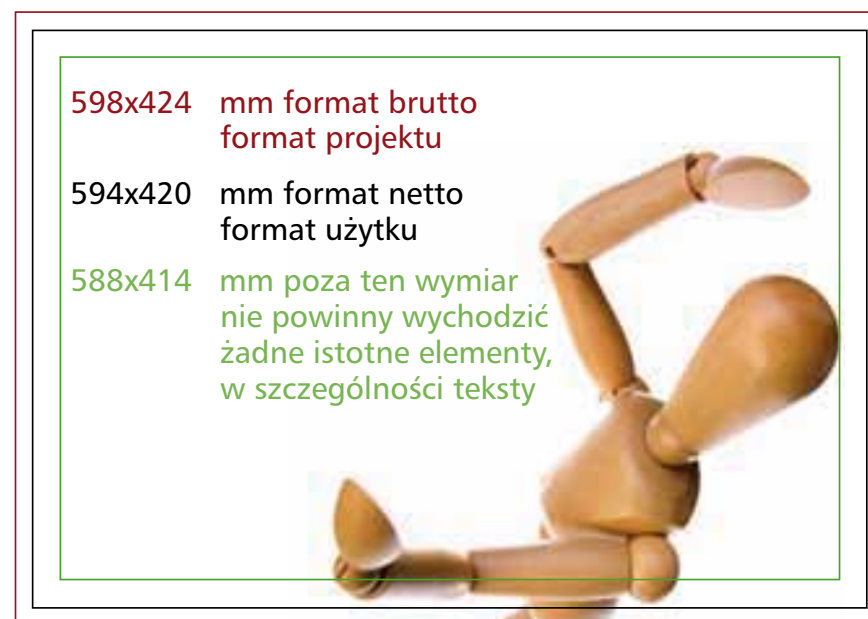 598x424 mm format brutto
format projektu
594x420 mm format netto
format użytku
588x414 mm poza ten wymiar
nie powinny wychodzić
żadne istotne elementy,
w szczególności teksty